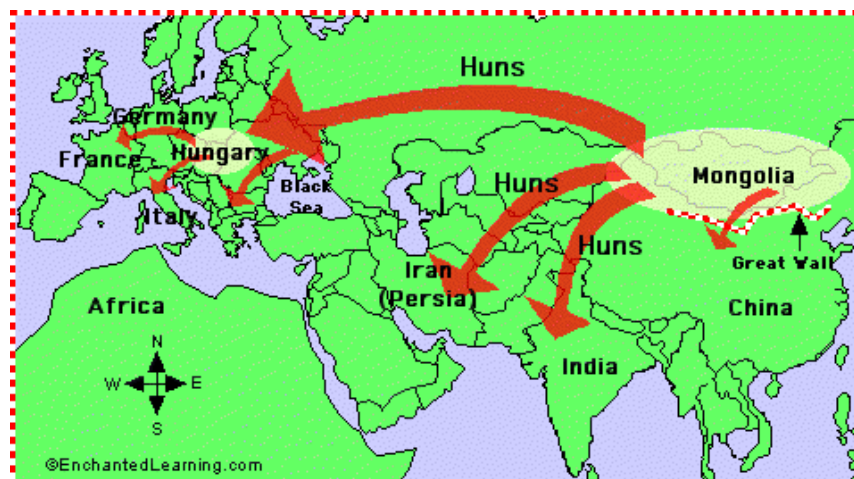 Huns
Germany
France
Hungary
Italy
Black
Sea
Huns
Mongolia
Huns
Great Wall
Iran
(Persia)
China
Africa
India
N
W
E
S
©EnchantedLearning.com